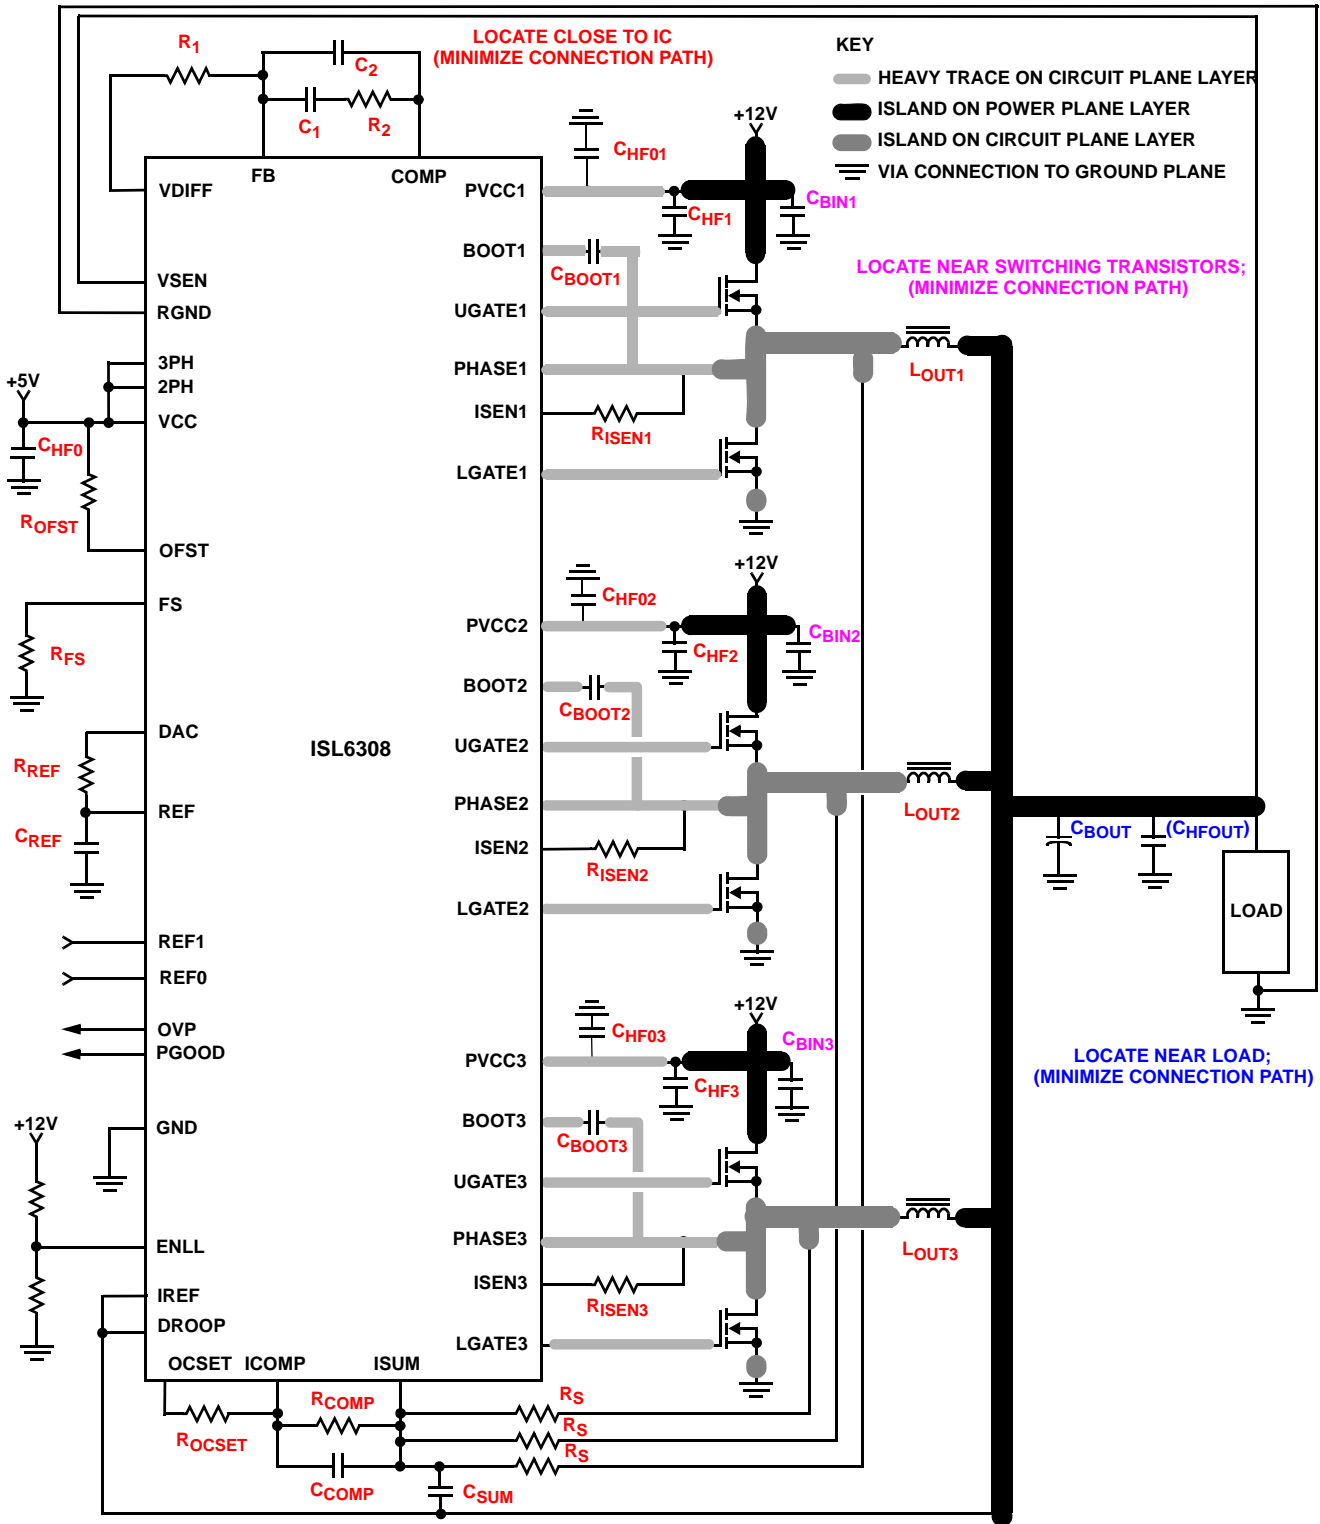 LOCATE CLOSE TO IC
(MINIMIZE CONNECTION PATH)
KEY
HEAVY TRACE ON CIRCUIT PLANE LAYER
ISLAND ON POWER PLANE LAYER
ISLAND ON CIRCUIT PLANE LAYER
VIA CONNECTION TO GROUND PLANE
R1
C2
C1
R2
+12V
CHF01
CHF1
CBIN1
FB
COMP
VDIFF
PVCC1
BOOT1
CBOOT1
LOCATE NEAR SWITCHING TRANSISTORS;
(MINIMIZE CONNECTION PATH)
VSEN
RGND
UGATE1
3PH
2PH
PHASE1
LOUT1
+5V
VCC
ISEN1
RISEN1
CHF0
LGATE1
ROFST
OFST
+12V
FS
CHF02
PVCC2
CHF2
CBIN2
RFS
BOOT2
CBOOT2
DAC
ISL6308
UGATE2
RREF
REF
PHASE2
LOUT2
CREF
ISEN2
RISEN2
CBOUT
(CHFOUT)
LGATE2
LOAD
REF1
REF0
OVP
PGOOD
+12V
CHF03
PVCC3
CHF3
CBIN3
LOCATE NEAR LOAD;
(MINIMIZE CONNECTION PATH)
+12V
GND
BOOT3
CBOOT3
UGATE3
ENLL
PHASE3
LOUT3
ISEN3
RISEN3
IREF
DROOP
LGATE3
OCSET
ICOMP
ISUM
RCOMP
RS
ROCSET
RS
RS
CCOMP
CSUM